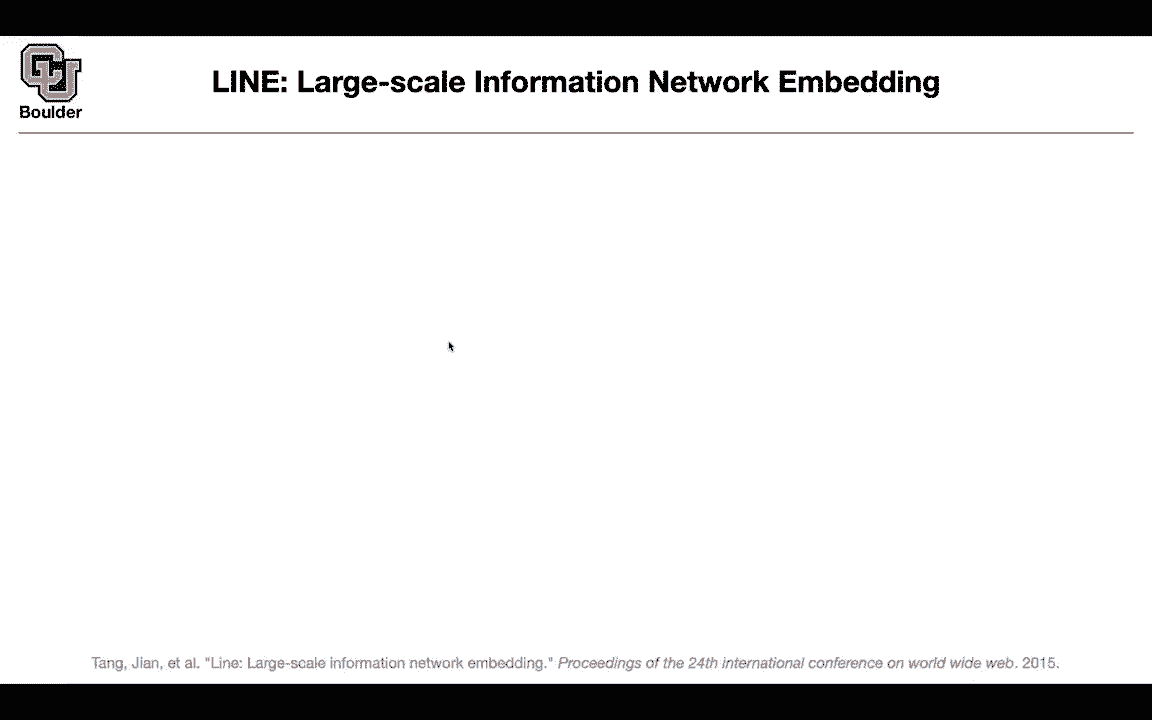 CU
Boulder
LINE: Large-scale Information Network Embedding
Tang, Jian, et al. "Line: Large-scale information network embedding." Proceedings of the 24th international conference on world wide web. 2015.